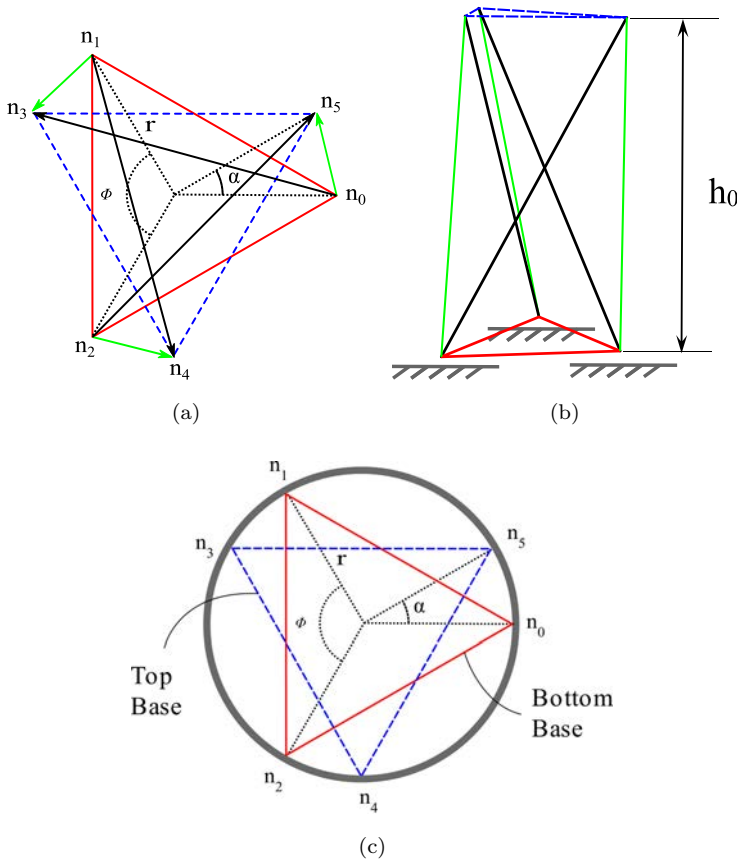 n1
n3
r
n5
ϕ
α
n0
n2
n4
(a)
h0
(b)
n1
n3
n5
r
ϕ
α
n0
Top
Base
Bottom
Base
n2
n4
(c)